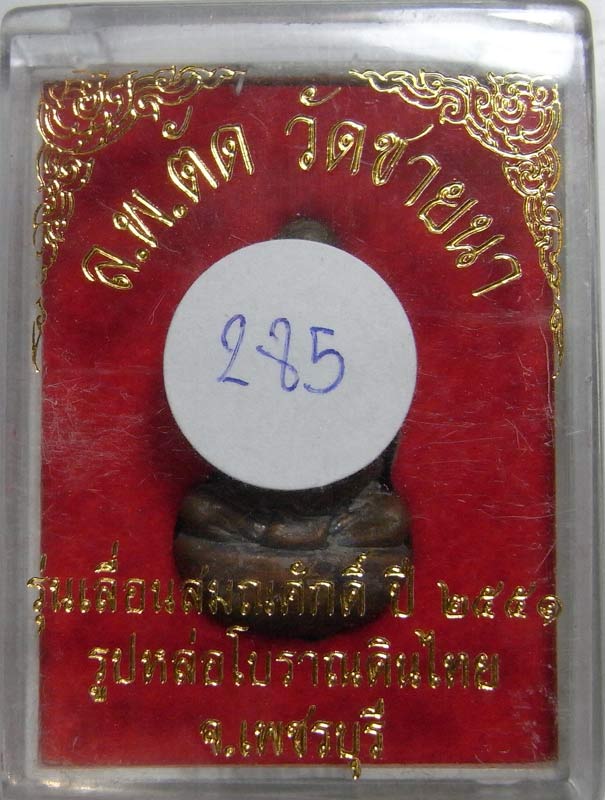 ล.พ.ตัด วัดชายนา
285
รุ่นเลื่อนสมณศักดิ์ ปี ๒๕๕๑
รูปหล่อโบราณดินไทย
จ.เพชรบุรี